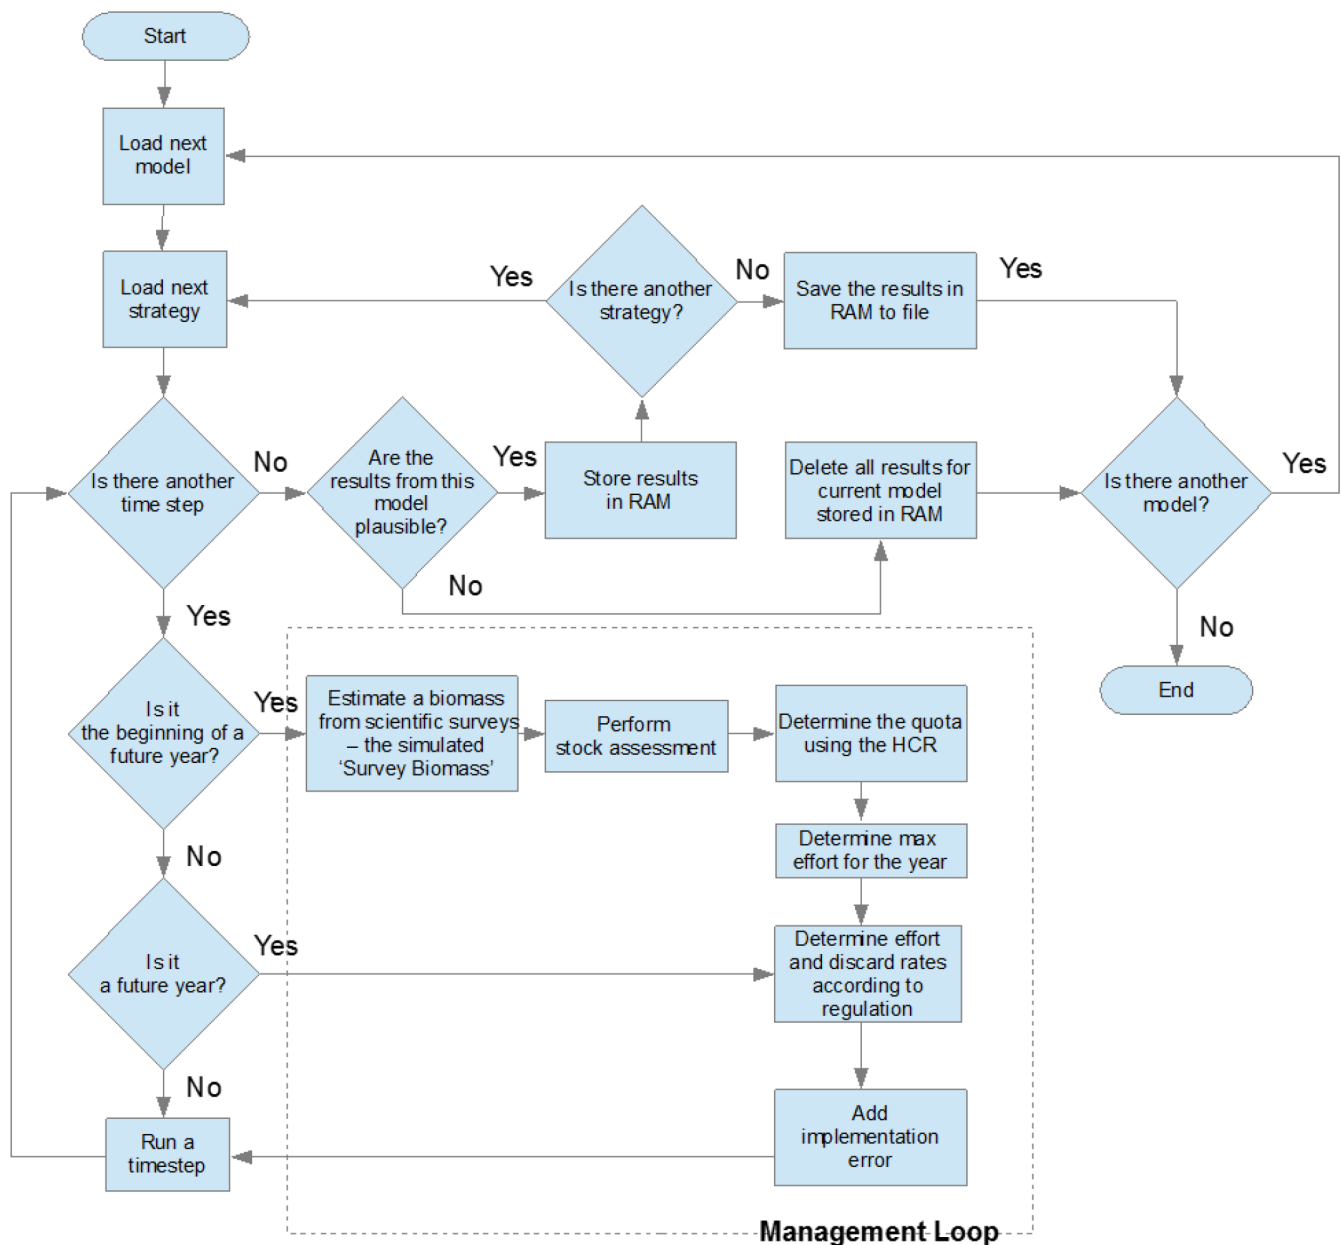 Start
Load next
model
Load next
strategy
Yes
Is there another
strategy?
No
Save the results in
RAM to file
Yes
Is there another
time step
No
Are the
results from this
model
plausible?
Yes
Store results
in RAM
Delete all results for
current model
stored in RAM
Is there another
model?
Yes
No
No
End
Yes
Is it
the beginning of a
future year?
Yes
Estimate a biomass
from scientific surveys
– the simulated
‘Survey Biomass’
Perform
stock assessment
Determine the quota
using the HCR
Determine max
effort for the year
No
Is it
a future year?
Yes
Determine effort
and discard rates
according to
regulation
No
Run a
timestep
Add
implementation
error
Management Loop